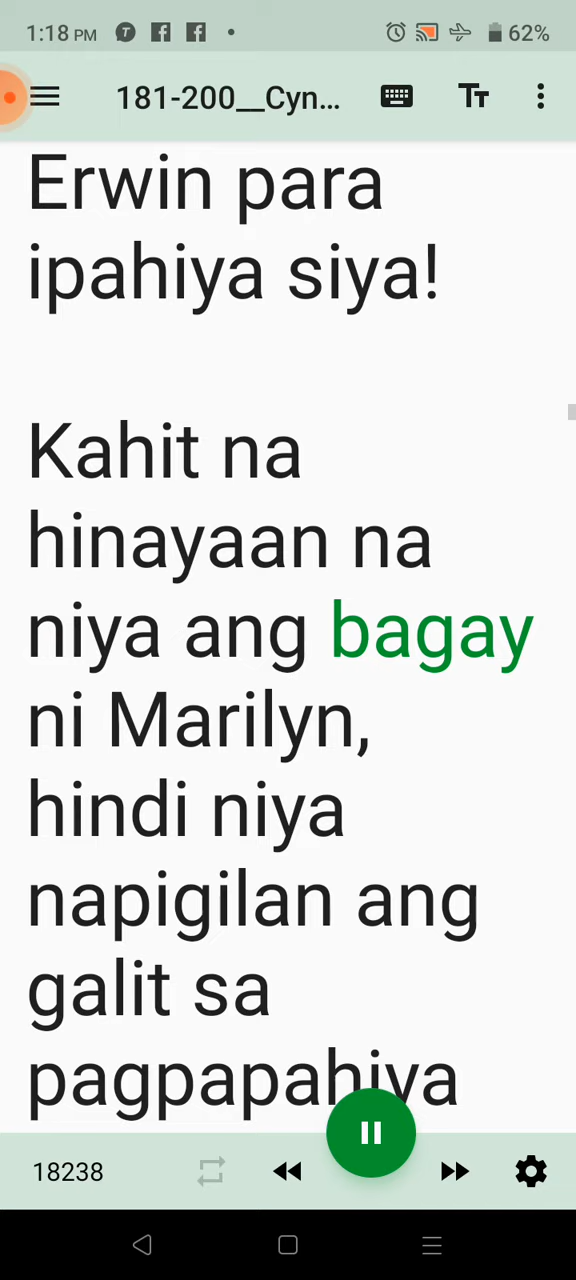 1:18 PM
62%
181-200__Cyn...
Tт
Erwin para
ipahiya siya!
Kahit na
hinayaan na
niya ang bagay
ni Marilyn,
hindi niya
napigilan ang
galit sa
pagpapahiya
18238